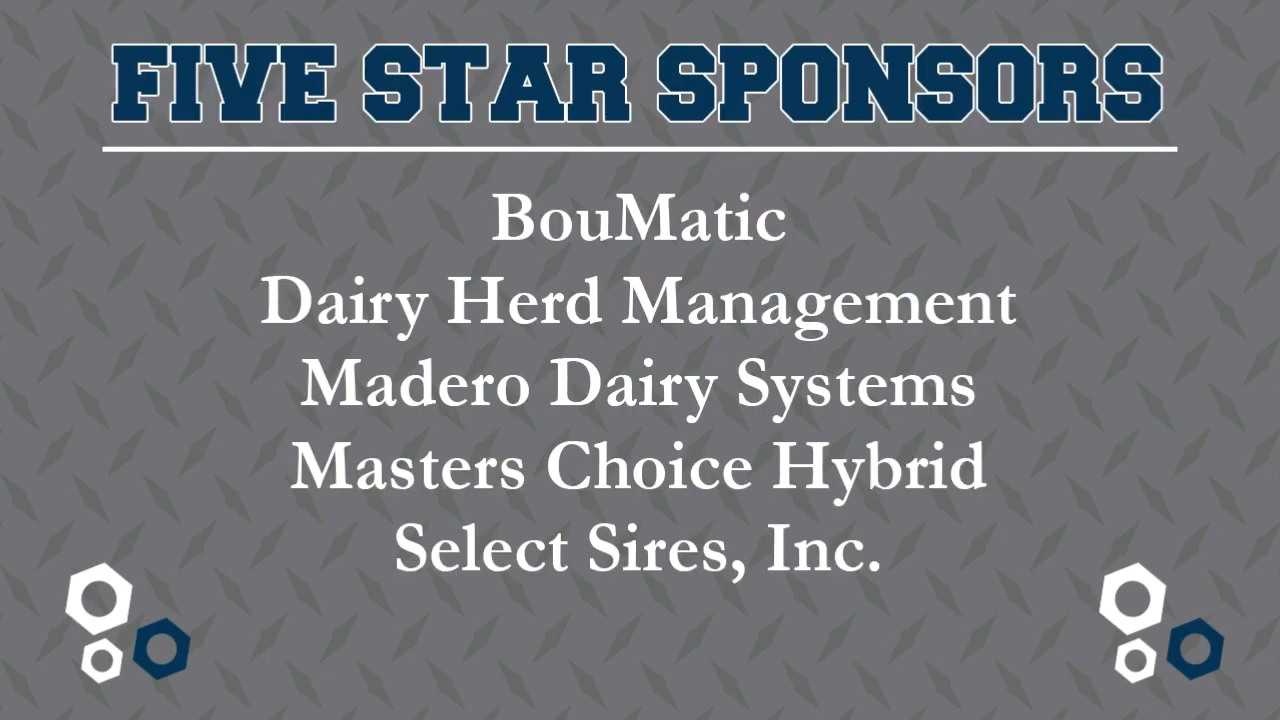 FIVE STAR SPONSORS
BouMatic
Dairy Herd Management
Madero Dairy Systems
Masters Choice Hybrid
Select Sires, Inc.